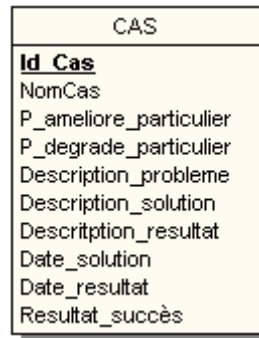 CAS
Id_Cas
NomCas
P_ameliore_particulier
P_degrade_particulier
Description_probleme
Description_solution
Descritption_resultat
Date_solution
Date_resultat
Resultat_succès